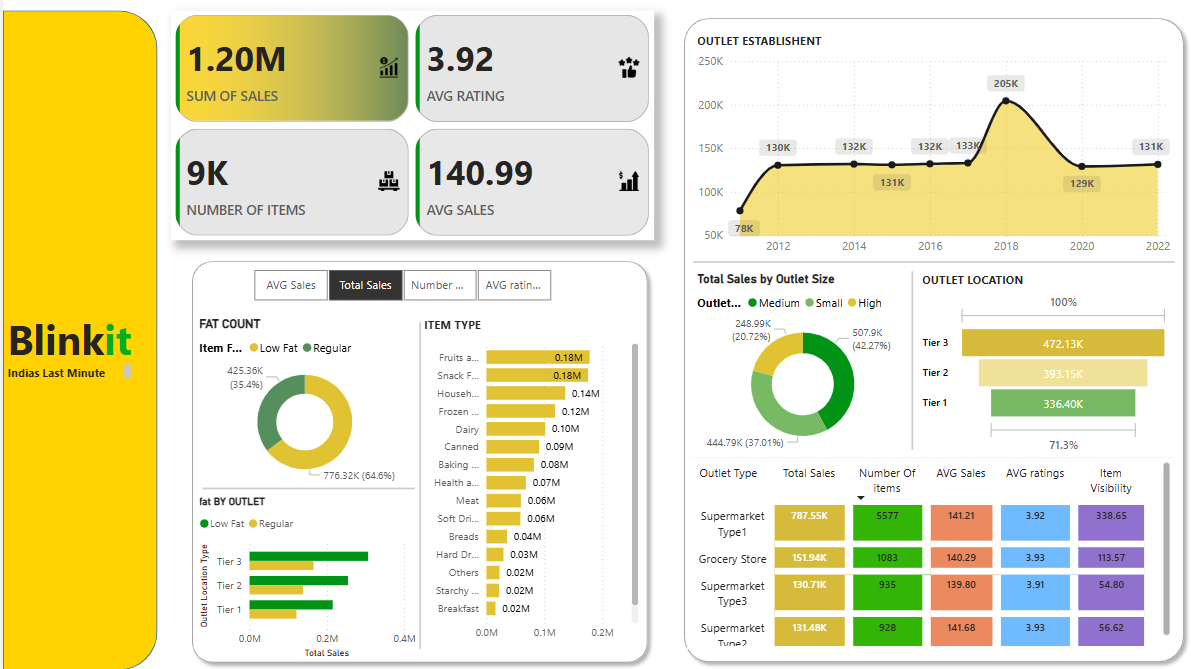 Blinkit
Indias Last Minute
1.20M
SUM OF SALES
3.92
AVG RATING
9K
NUMBER OF ITEMS
140.99
AVG SALES
AVG Sales
Total Sales
Number ...
AVG ratin...
FAT COUNT
Item F...
Low Fat
Regular
425.36K
(35.4%)
776.32K (64.6%)
fat BY OUTLET
Low Fat
Regular
Outlet Location Type
Tier 3
Tier 2
Tier 1
0.0M
0.2M
0.4M
Total Sales
ITEM TYPE
Fruits a... 0.18M
Snack F... 0.18M
Househ... 0.14M
Frozen ... 0.12M
Dairy 0.10M
Canned 0.09M
Baking ... 0.08M
Health a... 0.07M
Meat 0.06M
Soft Dri... 0.06M
Breads 0.04M
Hard Dr... 0.03M
Others 0.02M
Starchy ... 0.02M
Breakfast 0.02M
0.0M 0.1M 0.2M
OUTLET ESTABLISHENT
250K
200K
150K
100K
50K
78K
130K
132K
131K
132K
133K
205K
129K
131K
2012 2014 2016 2018 2020 2022
Total Sales by Outlet Size
Outlet...
Medium
Small
High
248.99K
(20.72%)
507.9K
(42.27%)
444.79K (37.01%)
OUTLET LOCATION
100%
Tier 3 472.13K
Tier 2 393.15K
Tier 1 336.40K
71.3%
Outlet Type Total Sales Number Of items AVG Sales AVG ratings Item Visibility
Supermarket Type1 787.55K 5577 141.21 3.92 338.65
Grocery Store 151.94K 1083 140.29 3.93 113.57
Supermarket Type3 130.71K 935 139.80 3.91 54.80
Supermarket Type2 131.48K 928 141.68 3.93 56.62